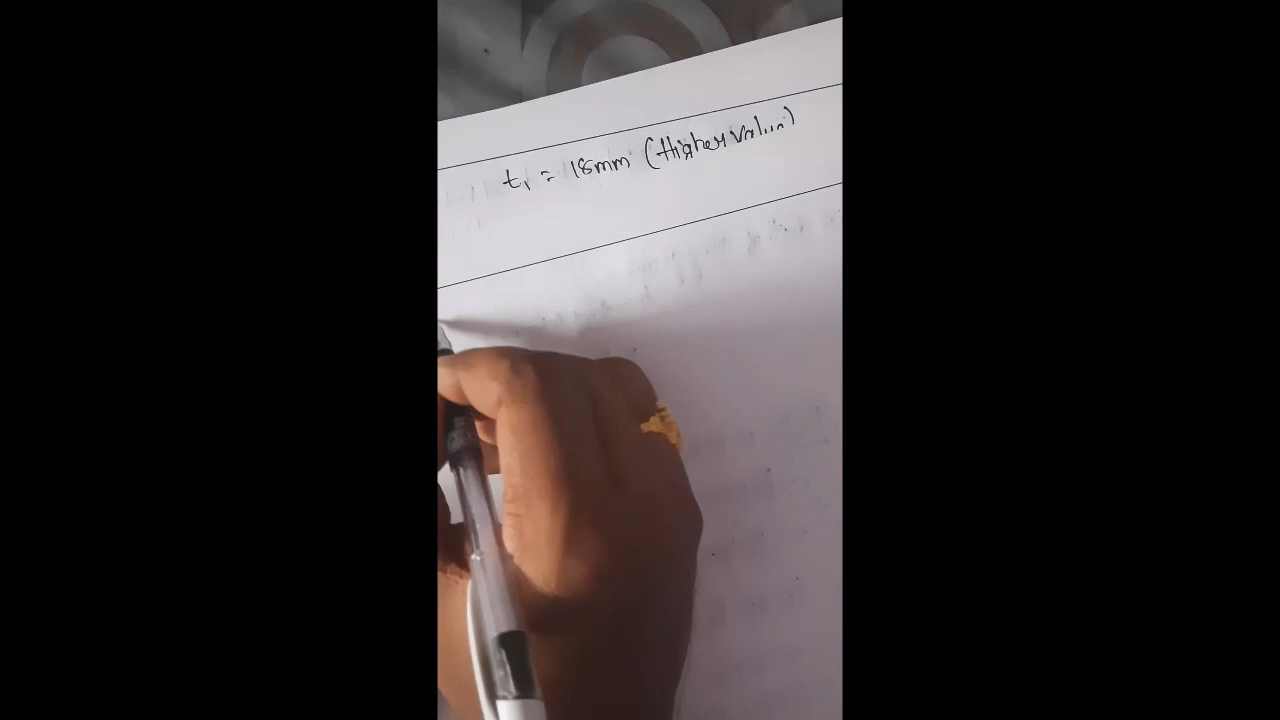 t₁ = 18mm (Higher value)